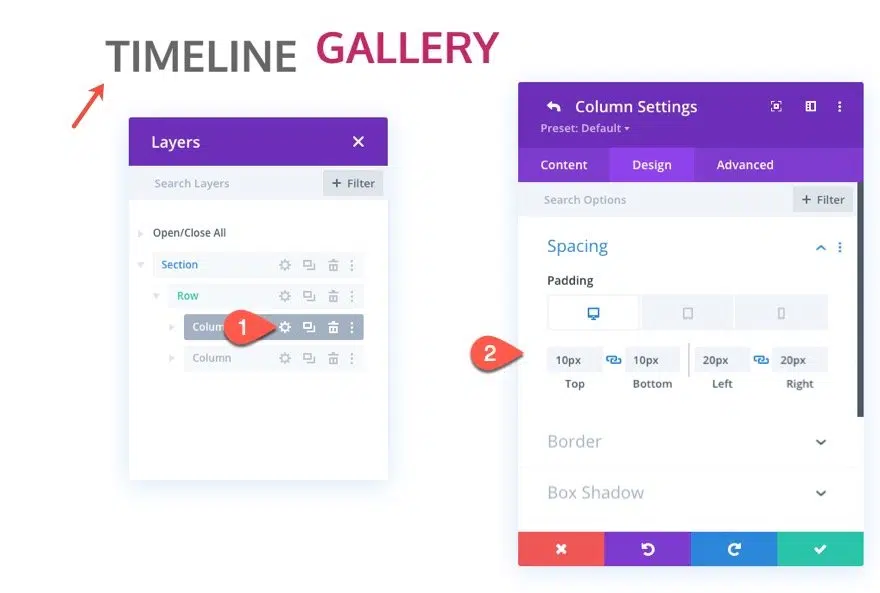 TIMELINE GALLERY
Layers
Search Layers
+ Filter
Open/Close All
Section
Row
Colum
1
Column
Column Settings
Preset: Default
Content Design Advanced
Search Options
+ Filter
Spacing
Padding
2
10px 10px 20px 20px
Top Bottom Left Right
Border
Box Shadow